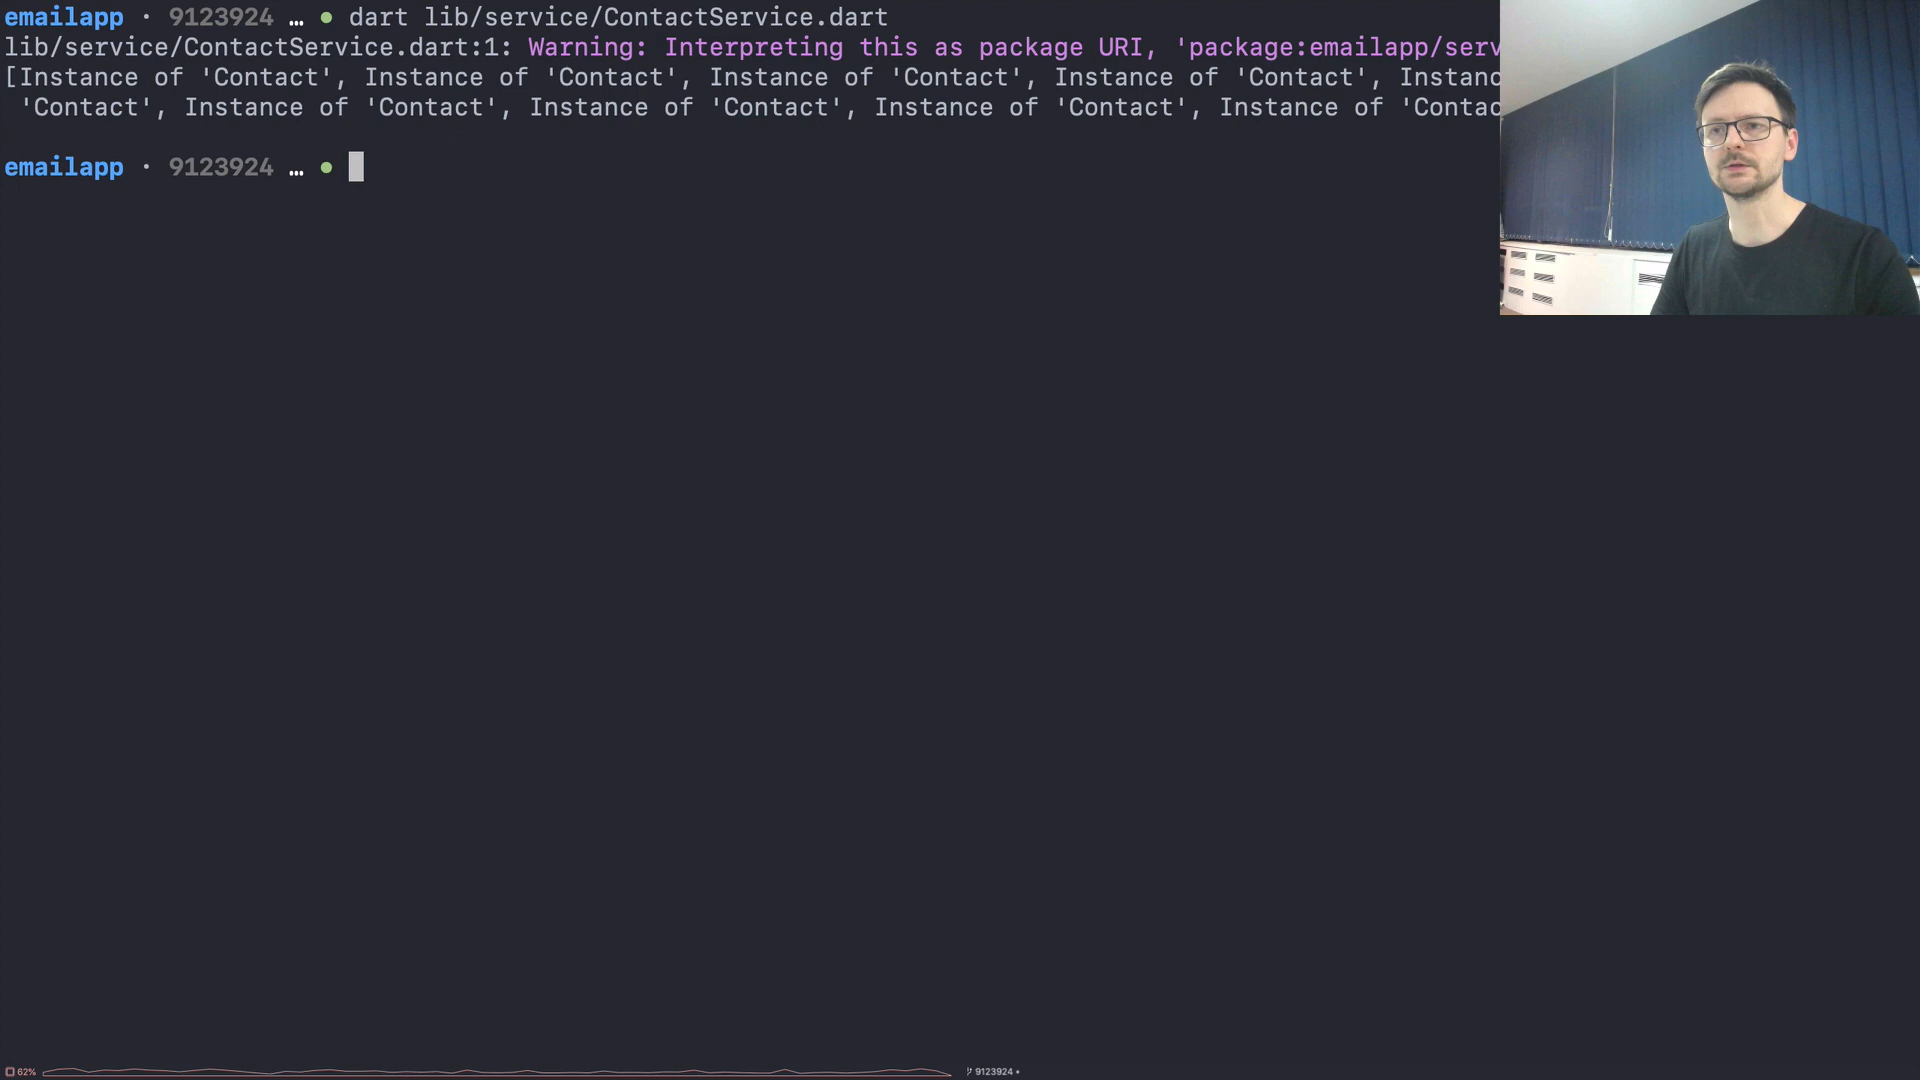 emailapp · 9123924 … ● dart lib/service/ContactService.dart
lib/service/ContactService.dart:1: Warning: Interpreting this as package URI, 'package:emailapp/serv
[Instance of 'Contact', Instance of 'Contact', Instance of 'Contact', Instance of 'Contact', Instanc
'Contact', Instance of 'Contact', Instance of 'Contact', Instance of 'Contact', Instance of 'Contac
emailapp · 9123924 … ●
62% 9123924 •